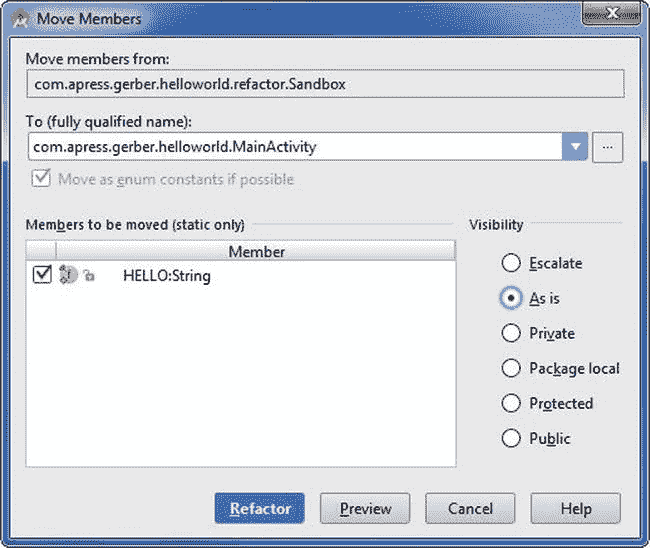 Move Members
Move members from:
com.apress.gerber.helloworld.refactor.Sandbox
To (fully qualified name):
com.apress.gerber.helloworld.MainActivity
...
Move as enum constants if possible
Members to be moved (static only)
Member
HELLO:String
Visibility
Escalate
As is
Private
Package local
Protected
Public
Refactor
Preview
Cancel
Help